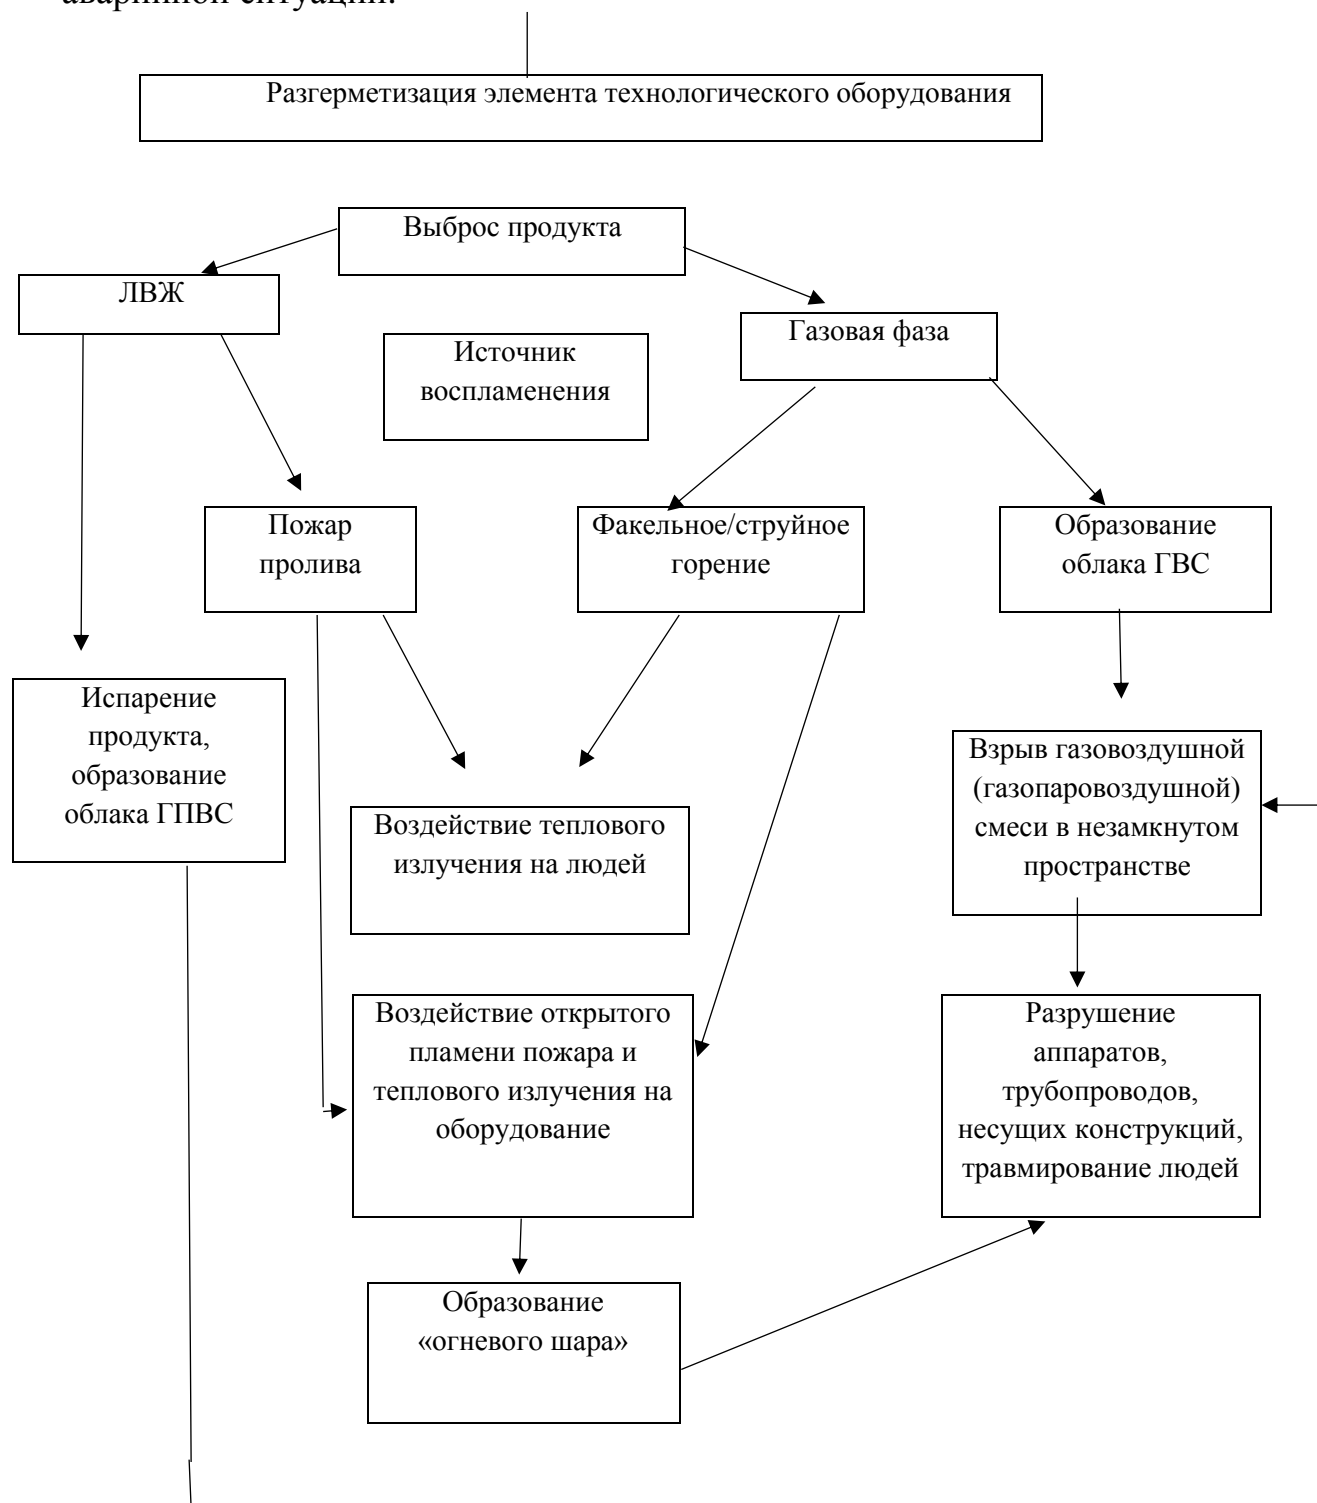 аварийной ситуации.
Разгерметизация элемента технологического оборудования
Выброс продукта
ЛВЖ
Газовая фаза
Источник
воспламенения
Пожар
пролива
Факельное/струйное
горение
Образование
облака ГВС
Испарение
продукта,
образование
облака ГПВС
Взрыв газовоздушной
(газопаровоздушной)
смеси в незамкнутом
пространстве
Воздействие теплового
излучения на людей
Воздействие открытого
пламени пожара и
теплового излучения на
оборудование
Разрушение
аппаратов,
трубопроводов,
несущих конструкций,
травмирование людей
Образование
«огневого шара»